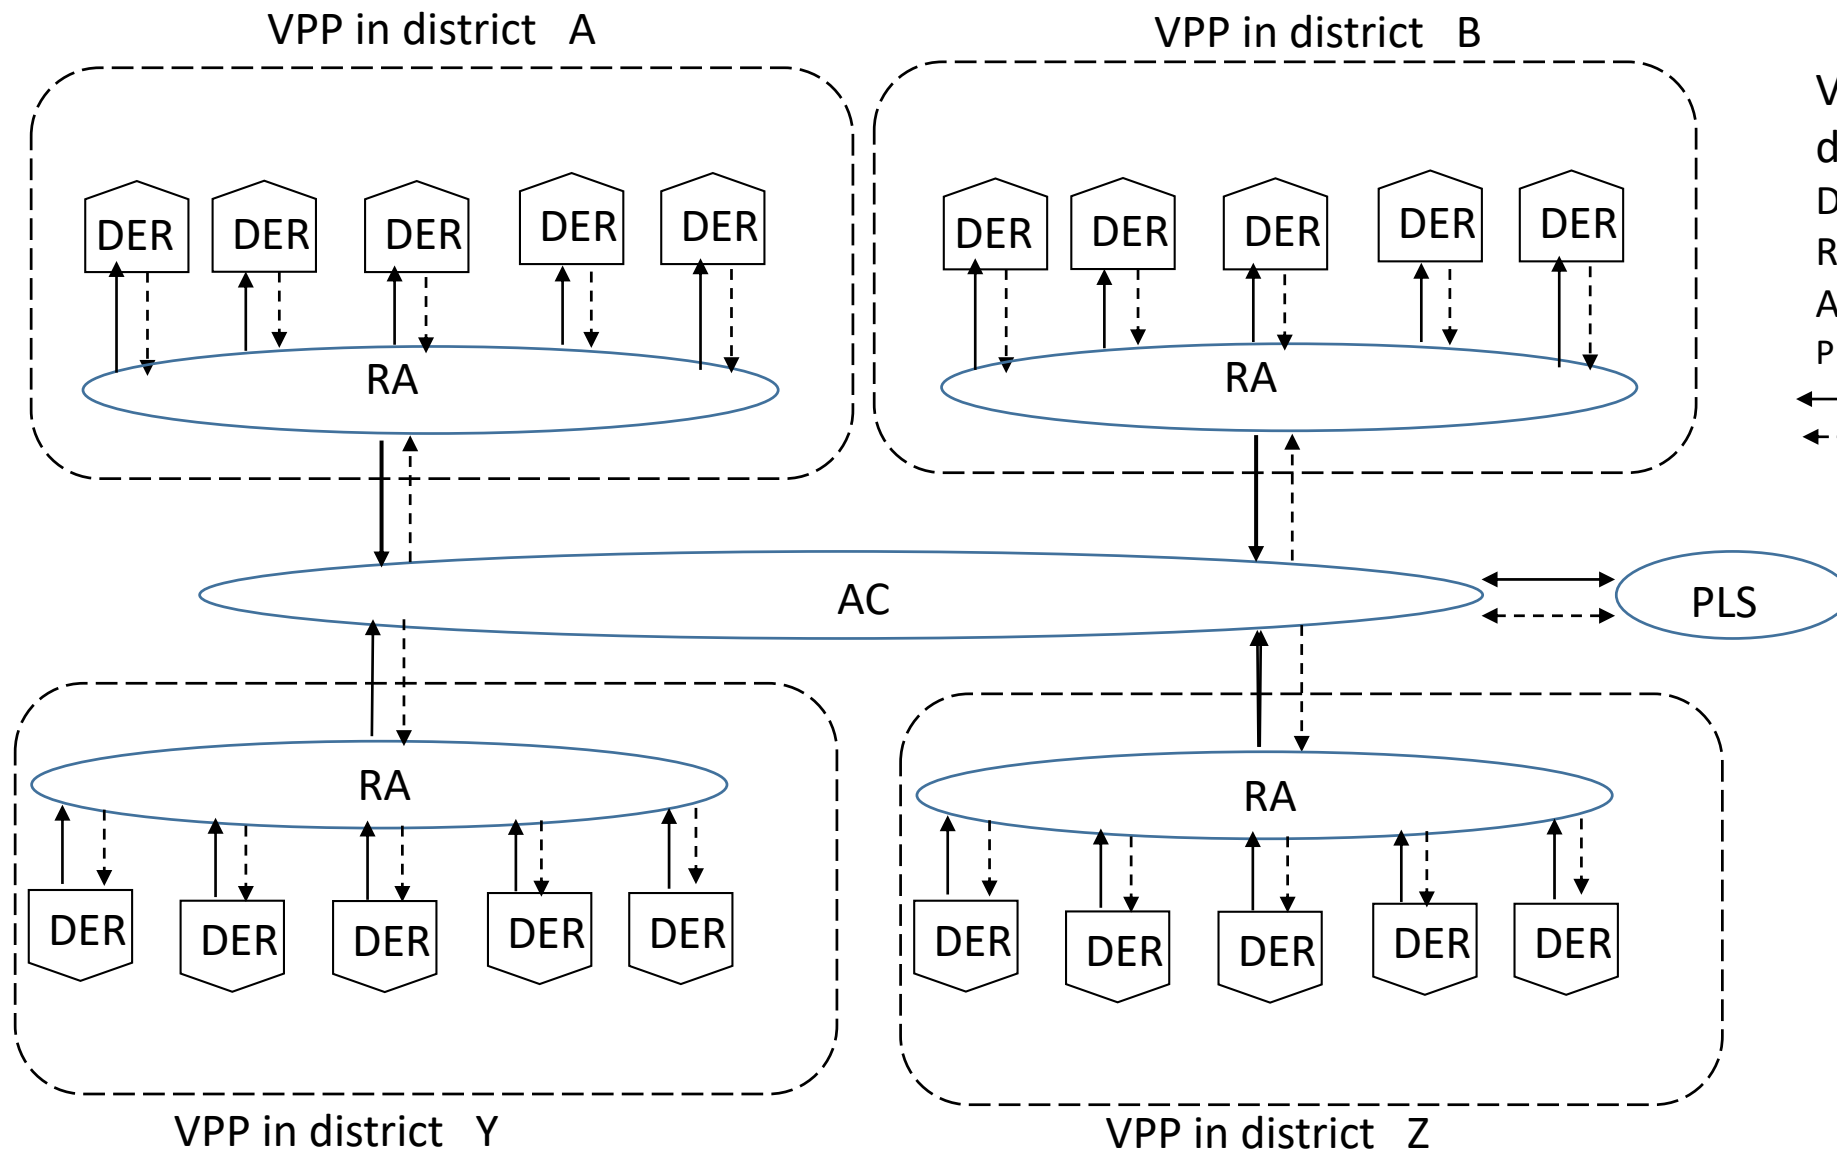 VPP in district A
VPP in district B
V
d
D
R
A
P
DER DER DER DER DER
DER DER DER DER DER
RA
RA
AC
PLS
RA
RA
DER DER DER DER DER
DER DER DER DER DER
VPP in district Y
VPP in district Z